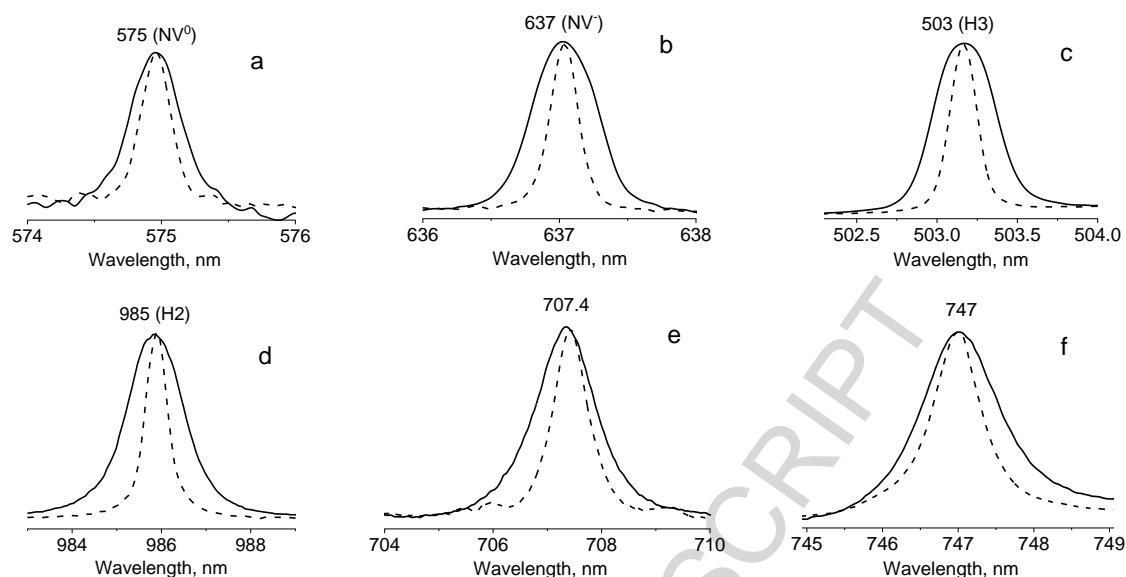 575 (NV⁰)
a
574 575 576
Wavelength, nm
637 (NV⁻)
b
636 637 638
Wavelength, nm
503 (H3)
c
502.5 503.0 503.5 504.0
Wavelength, nm
985 (H2)
d
984 986 988
Wavelength, nm
707.4
e
704 706 708 710
Wavelength, nm
747
f
745 746 747 748 749
Wavelength, nm
SCRIPT